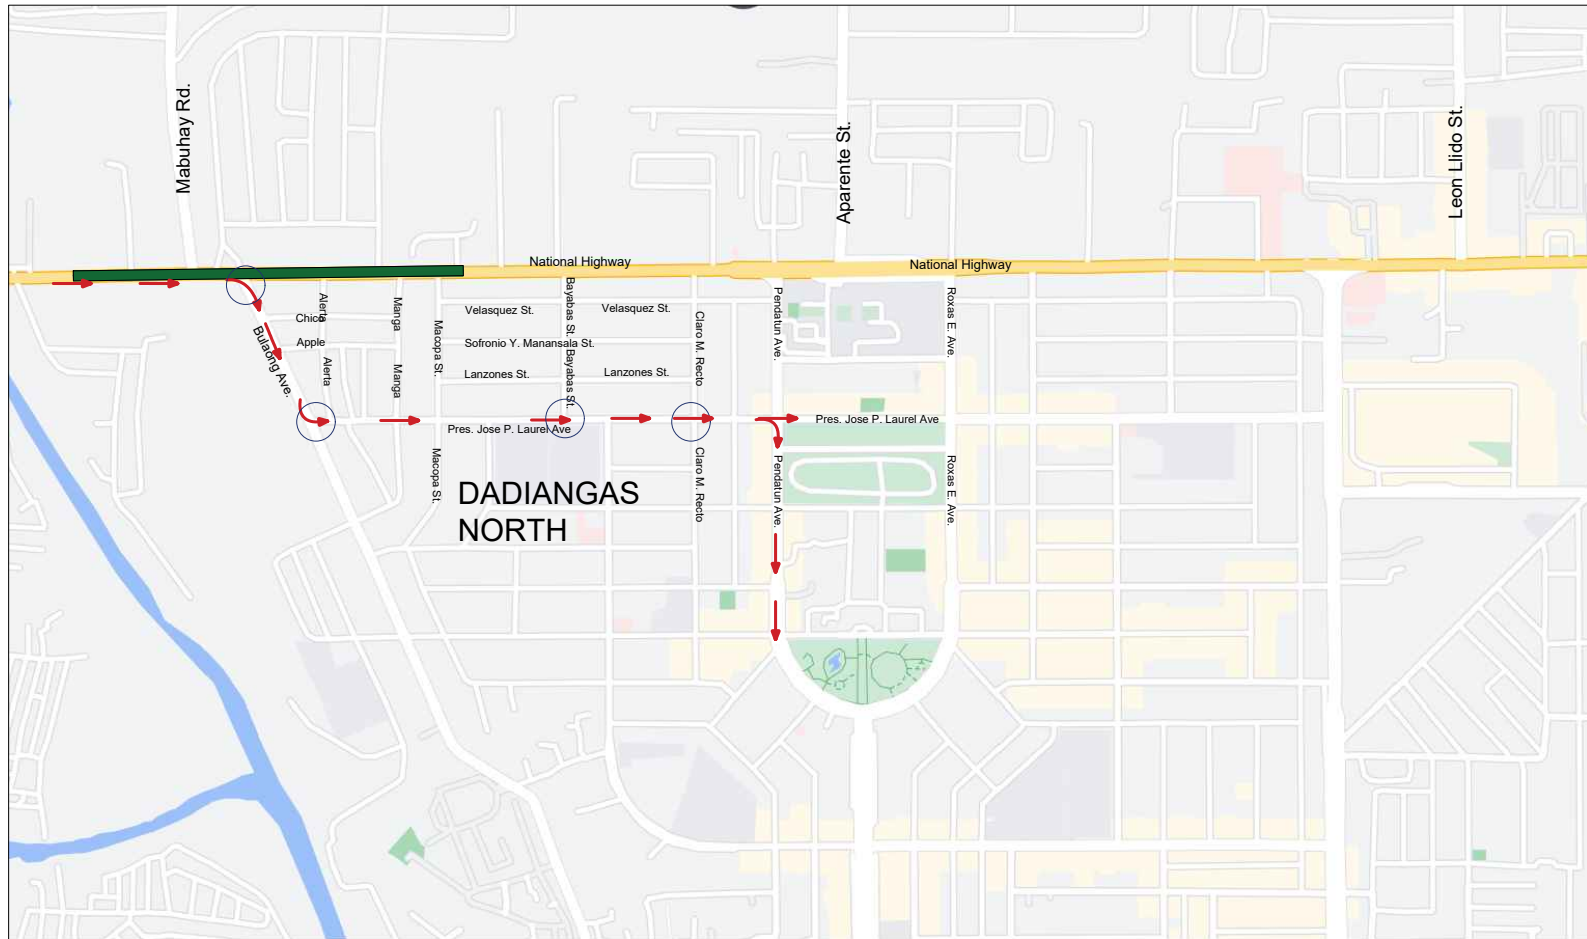 Mabuhay Rd.
Aparente St.
Leon Llido St.
National Highway
National Highway
Alerta
Manga
Bayabas St.
Pendatun Ave.
Roxas E. Ave.
Velasquez St.
Velasquez St.
Chico
Macopa St.
Claro M. Recto
Bulaong Ave.
Apple
Sofronio Y. Manansala St.
Alerta
Manga
Bayabas St.
Lanzones St.
Lanzones St.
Pres. Jose P. Laurel Ave
Pres. Jose P. Laurel Ave
Macopa St.
Claro M. Recto
Pendatun Ave.
Roxas E. Ave.
DADIANGAS
NORTH